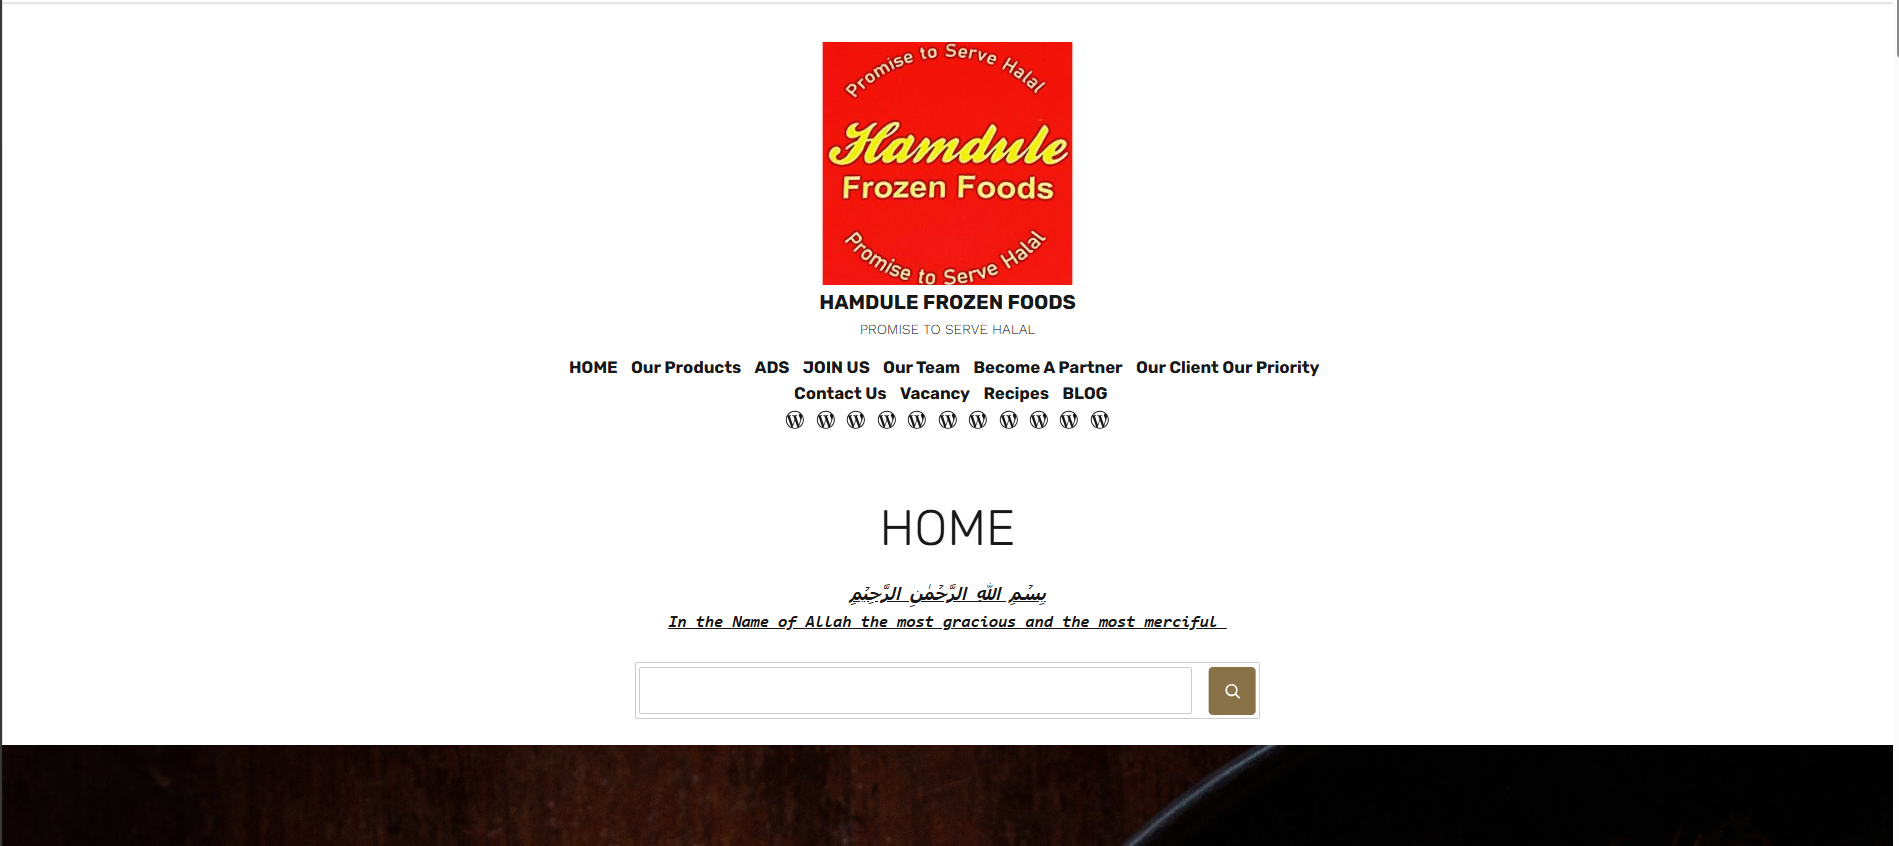 Promise to Serve Halal
Hamdule
Frozen Foods
Promise to Serve Halal
HAMDULE FROZEN FOODS
PROMISE TO SERVE HALAL
HOME Our Products ADS JOIN US Our Team Become A Partner Our Client Our Priority
Contact Us Vacancy Recipes BLOG
HOME
بِسْمِ اللهِ الرَّحْمٰنِ الرَّحِيْمِ
In the Name of Allah the most gracious and the most merciful